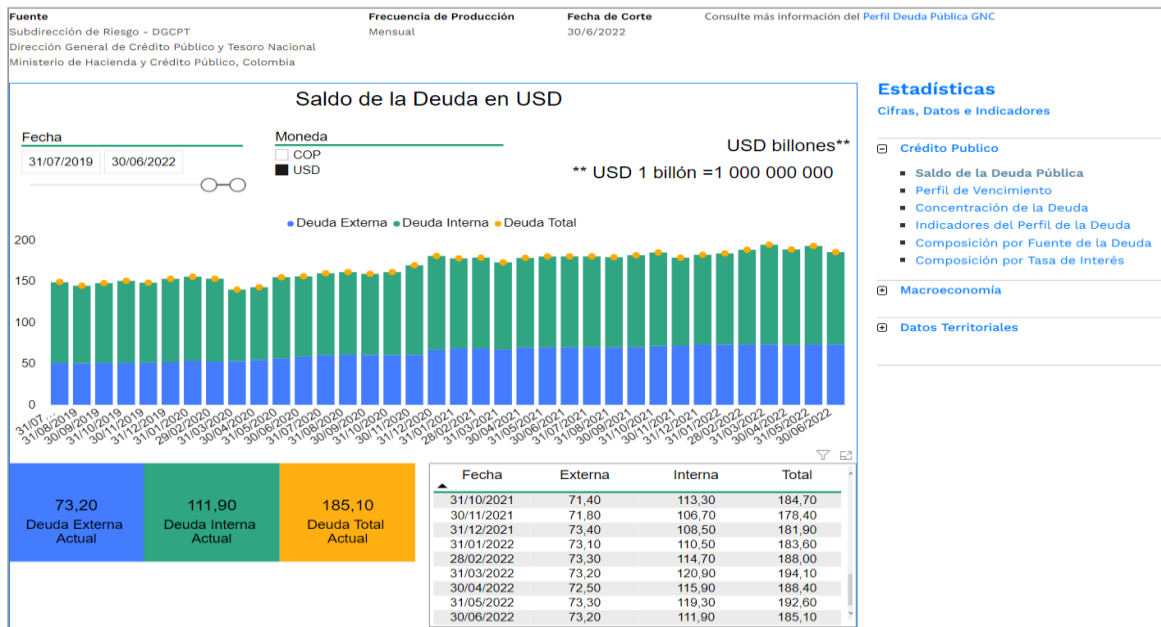 Fuente
Subdirección de Riesgo - DGCPT
Dirección General de Crédito Público y Tesoro Nacional
Ministerio de Hacienda y Crédito Público, Colombia
Frecuencia de Producción
Mensual
Fecha de Corte
30/6/2022
Consulte más información del Perfil Deuda Pública GNC
Saldo de la Deuda en USD
Fecha
31/07/2019 30/06/2022
Moneda
COP
USD
USD billones**
** USD 1 billón =1 000 000 000
Deuda Externa Deuda Interna Deuda Total
200
150
100
50
0
31/07... 31/08/2019 30/09/2019 31/10/2019 30/11/2019 31/12/2019 31/01/2020 29/02/2020 31/03/2020 30/04/2020 31/05/2020 30/06/2020 31/07/2020 31/08/2020 30/09/2020 31/10/2020 30/11/2020 31/12/2020 31/01/2021 28/02/2021 31/03/2021 30/04/2021 31/05/2021 30/06/2021 31/07/2021 31/08/2021 30/09/2021 31/10/2021 30/11/2021 31/12/2021 31/01/2022 28/02/2022 31/03/2022 30/04/2022 31/05/2022 30/06/2022
73,20
Deuda Externa
Actual
111,90
Deuda Interna
Actual
185,10
Deuda Total
Actual
Fecha Externa Interna Total
31/10/2021 71,40 113,30 184,70
30/11/2021 71,80 106,70 178,40
31/12/2021 73,40 108,50 181,90
31/01/2022 73,10 110,50 183,60
28/02/2022 73,30 114,70 188,00
31/03/2022 73,20 120,90 194,10
30/04/2022 72,50 115,90 188,40
31/05/2022 73,30 119,30 192,60
30/06/2022 73,20 111,90 185,10
Estadísticas
Cifras, Datos e Indicadores
Crédito Publico
Saldo de la Deuda Pública
Perfil de Vencimiento
Concentración de la Deuda
Indicadores del Perfil de la Deuda
Composición por Fuente de la Deuda
Composición por Tasa de Interés
Macroeconomía
Datos Territoriales